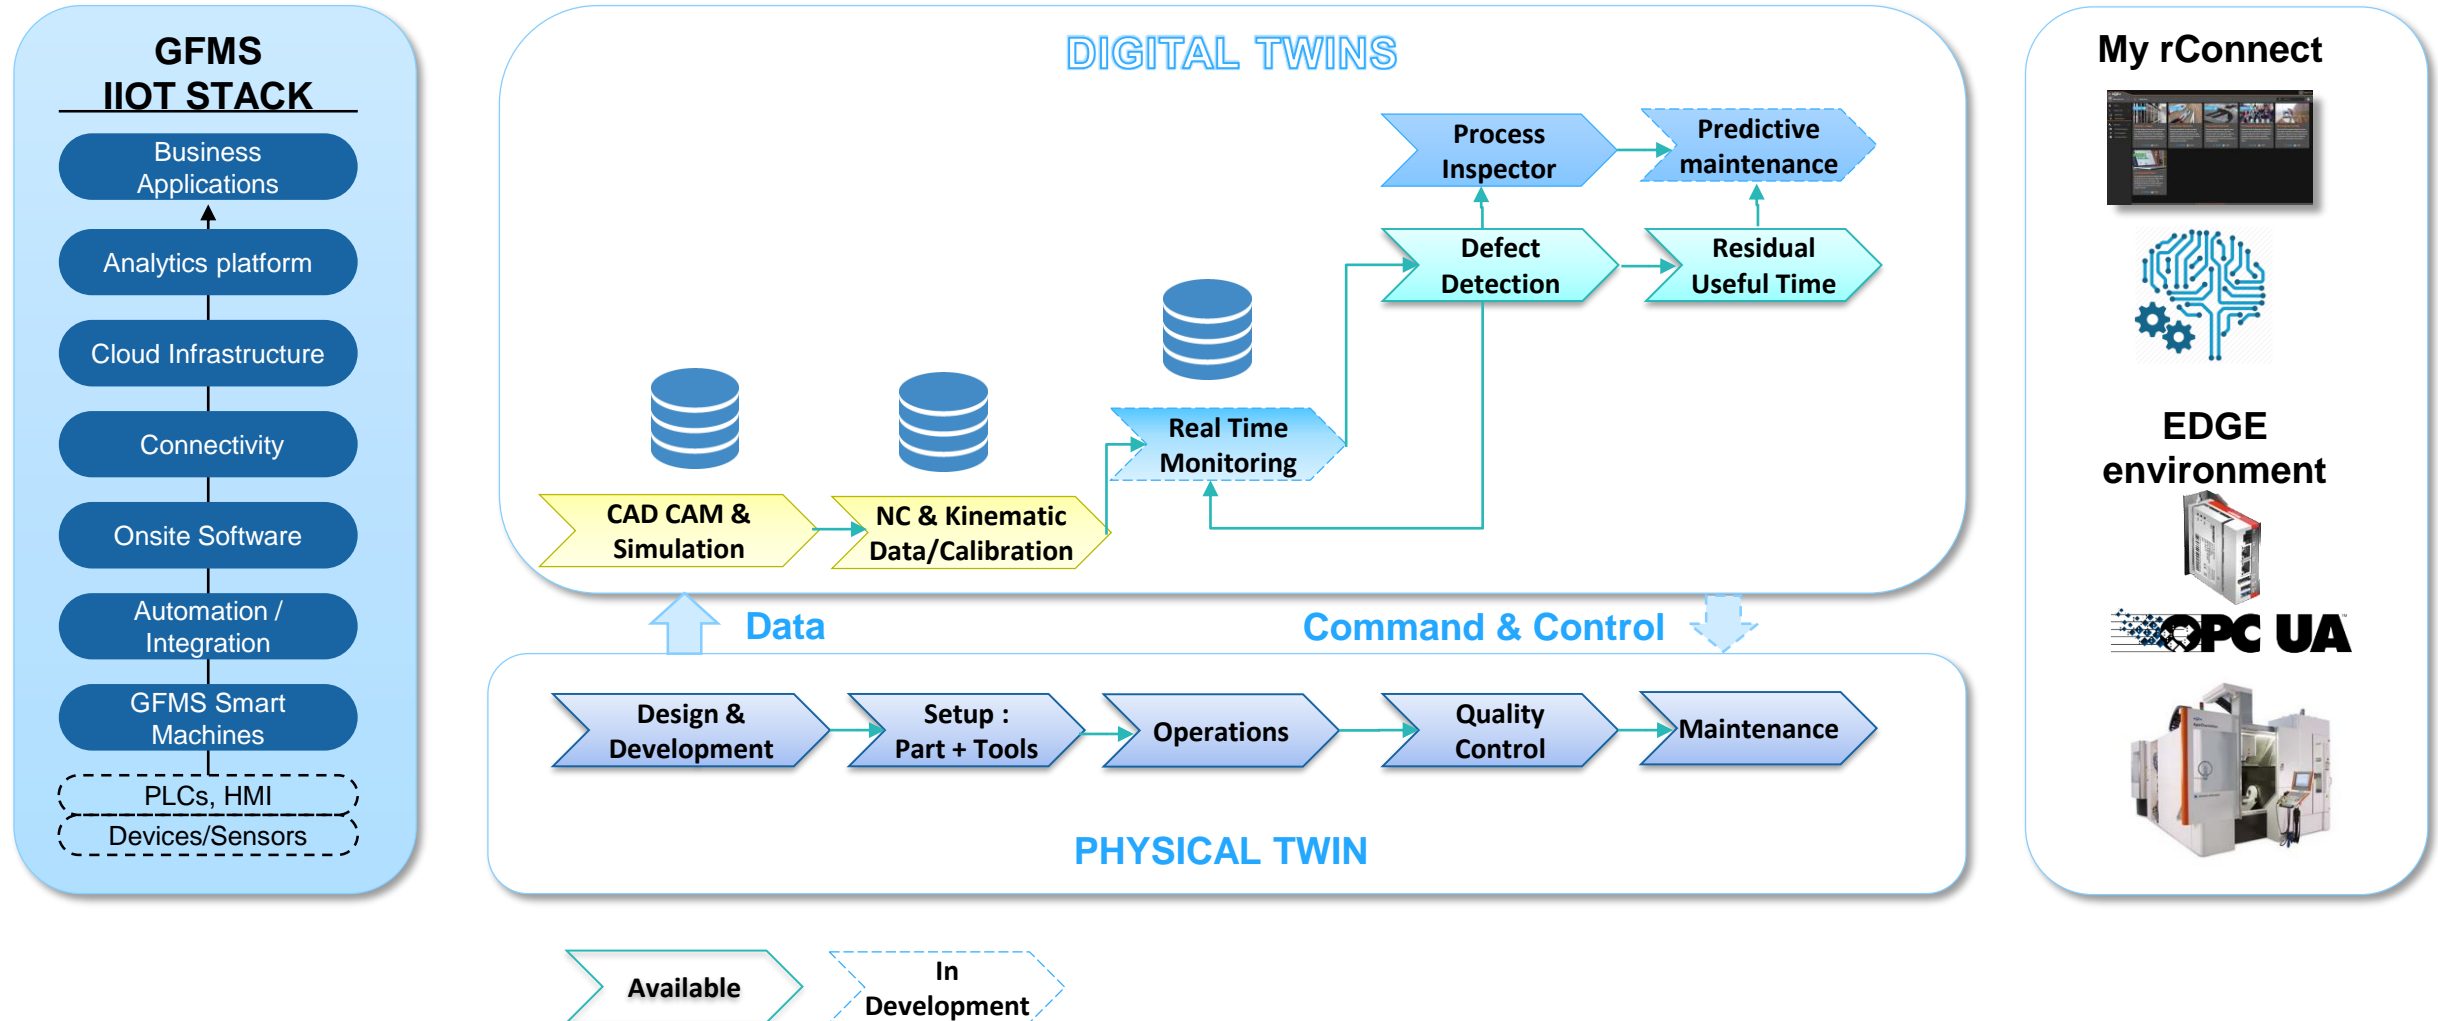 GFMS
IIOT STACK
Business
Applications
Analytics platform
Cloud Infrastructure
Connectivity
Onsite Software
Automation /
Integration
GFMS Smart
Machines
PLCs, HMI
Devices/Sensors
DIGITAL TWINS
Process
Inspector
Predictive
maintenance
Defect
Detection
Residual
Useful Time
Real Time
Monitoring
CAD CAM &
Simulation
NC & Kinematic
Data/Calibration
Data
Command & Control
Design &
Development
Setup :
Part + Tools
Operations
Quality
Control
Maintenance
PHYSICAL TWIN
Available
In
Development
My rConnect
EDGE
environment
OPC UA